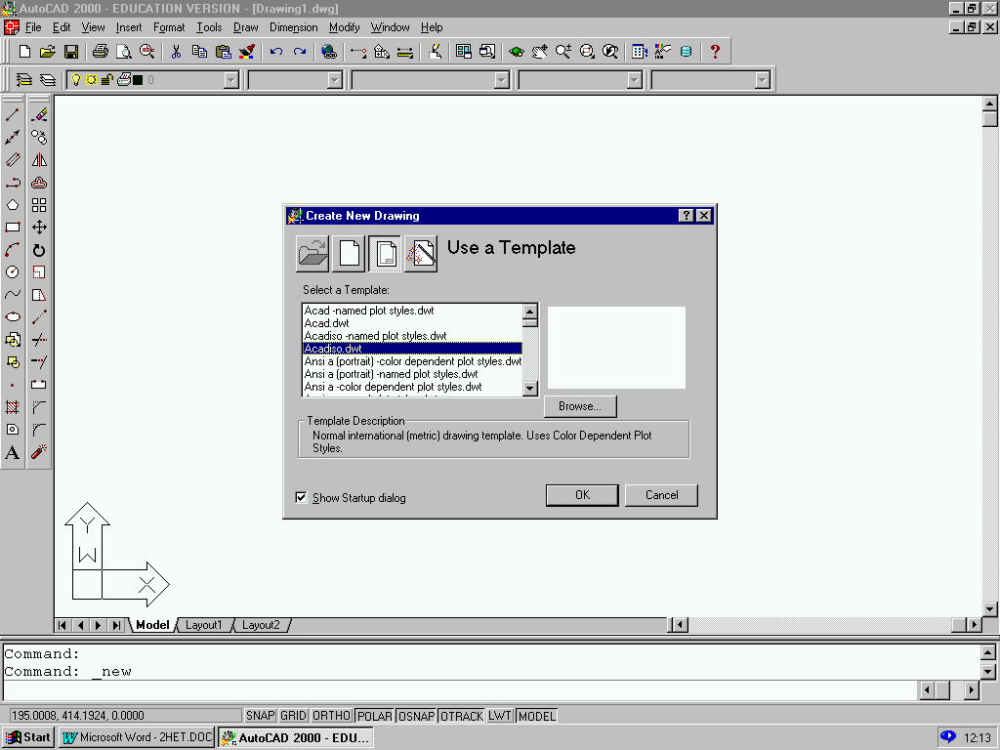 AutoCAD 2000 - EDUCATION VERSION - [Drawing1.dwg]
File Edit View Insert Format Tools Draw Dimension Modify Window Help
0
Create New Drawing
Use a Template
Select a Template:
Acad -named plot styles.dwt
Acad.dwt
Acadiso -named plot styles.dwt
Acadiso.dwt
Ansi a (portrait) -color dependent plot styles.dwt
Ansi a (portrait) -named plot styles.dwt
Ansi a -color dependent plot styles.dwt
Browse...
Template Description
Normal international (metric) drawing template. Uses Color Dependent Plot
Styles.
Show Startup dialog
OK Cancel
Y
W
X
Model Layout1 Layout2
Command:
Command: _new
195.0008, 414.1924, 0.0000 SNAP GRID ORTHO POLAR OSNAP OTRACK LWT MODEL
Start Microsoft Word - 2HET.DOC AutoCAD 2000 - EDU... 12:13